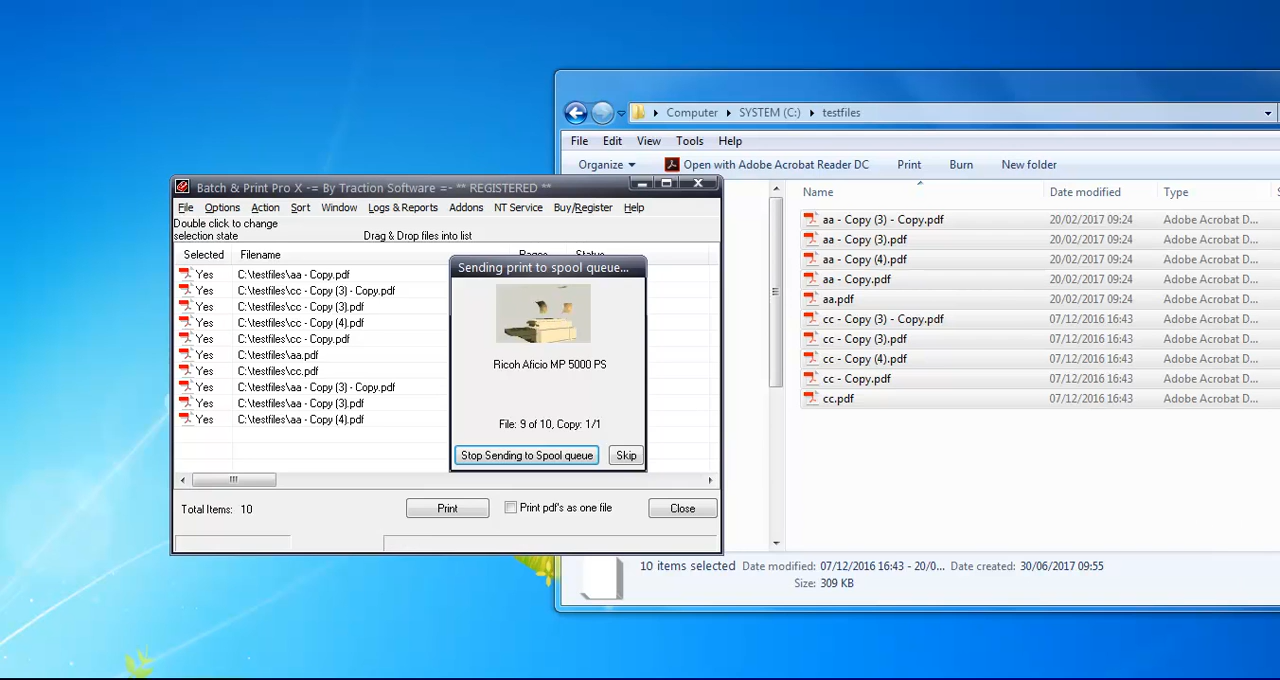 Computer ▸ SYSTEM (C:) ▸ testfiles
File Edit View Tools Help
Organize Open with Adobe Acrobat Reader DC Print Burn New folder
Name Date modified Type
aa - Copy (3) - Copy.pdf 20/02/2017 09:24 Adobe Acrobat D...
aa - Copy (3).pdf 20/02/2017 09:24 Adobe Acrobat D...
aa - Copy (4).pdf 20/02/2017 09:24 Adobe Acrobat D...
aa - Copy.pdf 20/02/2017 09:24 Adobe Acrobat D...
aa.pdf 20/02/2017 09:24 Adobe Acrobat D...
cc - Copy (3) - Copy.pdf 07/12/2016 16:43 Adobe Acrobat D...
cc - Copy (3).pdf 07/12/2016 16:43 Adobe Acrobat D...
cc - Copy (4).pdf 07/12/2016 16:43 Adobe Acrobat D...
cc - Copy.pdf 07/12/2016 16:43 Adobe Acrobat D...
cc.pdf 07/12/2016 16:43 Adobe Acrobat D...
10 items selected Date modified: 07/12/2016 16:43 - 20/0... Date created: 30/06/2017 09:55
Size: 309 KB
Batch & Print Pro X -= By Traction Software =- ** REGISTERED **
File Options Action Sort Window Logs & Reports Addons NT Service Buy/Register Help
Double click to change
selection state Drag & Drop files into list
Selected Filename
Yes C:\testfiles\aa - Copy.pdf
Yes C:\testfiles\cc - Copy (3) - Copy.pdf
Yes C:\testfiles\cc - Copy (3).pdf
Yes C:\testfiles\cc - Copy (4).pdf
Yes C:\testfiles\cc - Copy.pdf
Yes C:\testfiles\aa.pdf
Yes C:\testfiles\cc.pdf
Yes C:\testfiles\aa - Copy (3) - Copy.pdf
Yes C:\testfiles\aa - Copy (3).pdf
Yes C:\testfiles\aa - Copy (4).pdf
Total Items: 10 Print Print pdf's as one file Close
Sending print to spool queue...
Ricoh Aficio MP 5000 PS
File: 9 of 10, Copy: 1/1
Stop Sending to Spool queue Skip